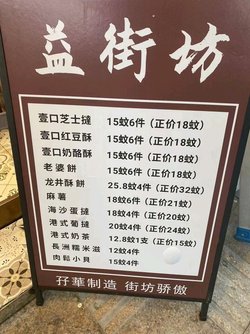 益街坊
壹口芝士撻 15蚊6件（正价18蚊）
壹口红豆酥 15蚊6件（正价18蚊）
壹口奶酪酥 15蚊6件（正价18蚊）
老婆餅 15蚊6件（正价18蚊）
龙井酥餅 25.8蚊4件（正价32蚊）
麻薯 18蚊6件（正价21蚊）
海沙蛋撻 18蚊4件（正价20蚊）
港式葡撻 20蚊4件（正价24蚊）
港式奶茶 12.8蚊1支（正价15蚊）
長洲糯米滋 12蚊4件
肉鬆小貝 15蚊4件
孖華制造 街坊骄傲